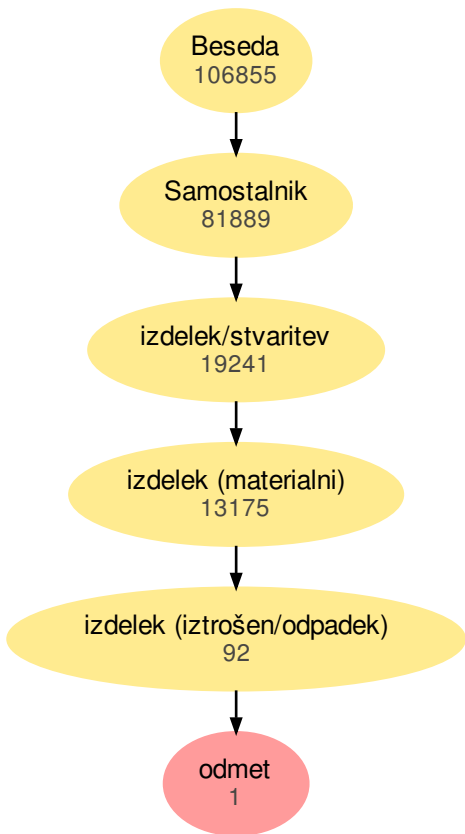 Beseda
106855
Samostalnik
81889
izdelek/stvaritev
19241
izdelek (materialni)
13175
izdelek (iztrošen/odpadek)
92
odmet
1